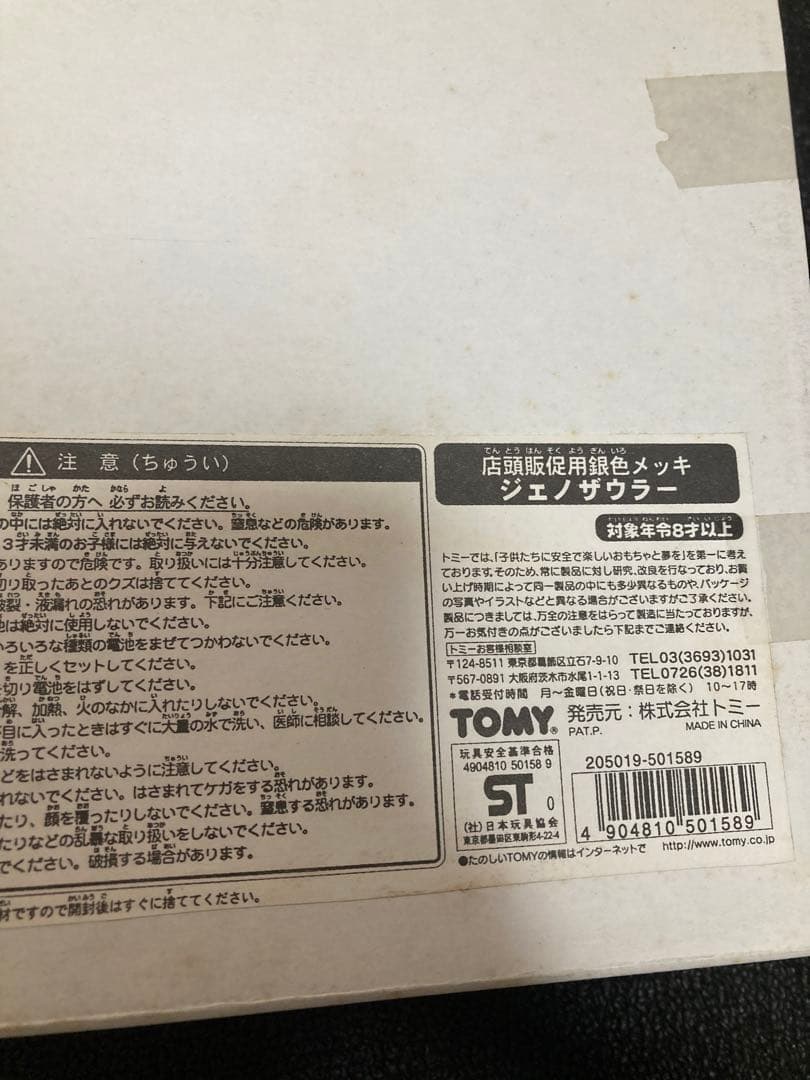 注 意 (ちゅうい)
保護者の方へ 必ずお読みください。
の中には絶対に入れないでください。窒息などの危険があります。
3才未満のお子様には絶対に与えないでください。
ありますので危険です。取り扱いには十分注意してください。
切り取ったあとのクズは捨ててください。
破裂・液漏れの恐れがあります。下記にご注意ください。
は絶対に使用しないでください。
いろいろな種類の電池をまぜてつかわないでください。
を正しくセットしてください。
切り電池をはずしてください。
解、加熱、火のなかに入れたりしないでください。
目に入ったときはすぐに大量の水で洗い、医師に相談してください。
洗ってください。
どをはさまれないように注意してください。
れないでください。はさまれてケガをする恐れがあります。
たり、顔を覆ったりしないでください。窒息する恐れがあります。
たりなどの乱暴な取り扱いをしないでください。
でください。破損する場合があります。
材ですので開封後はすぐに捨ててください。
店頭販促用銀色メッキ
ジェノザウラー
対象年令8才以上
トミーでは、「子供たちに安全で楽しいおもちゃと夢を」を第一に考え
ております。そのため、常に製品に対し研究、改良を行なっており、お買
い上げ時期によって同一製品の中にも多少異なるものや、パッケージ
の写真やイラストなどと異なる場合がございますがご了承ください。
製品につきましては、万全の注意をはらって製造に当たっておりますが、
万一お気付きの点がございましたら下記までご連絡ください。
トミーお客様相談室
〒124-8511 東京都葛飾区立石7-9-10 TEL03(3693)1031
〒567-0891 大阪府茨木市水尾1-1-13 TEL0726(38)1811
＊電話受付時間 月〜金曜日(祝日・祭日を除く) 10〜17時
TOMY® 発売元：株式会社トミー
PAT.P. MADE IN CHINA
玩具安全基準合格
4904810 50158 9
ST 0
(社)日本玩具協会
東京都墨田区東駒形4-22-4
205019-501589
4 904810 501589
●たのしいTOMYの情報はインターネットで http://www.tomy.co.jp